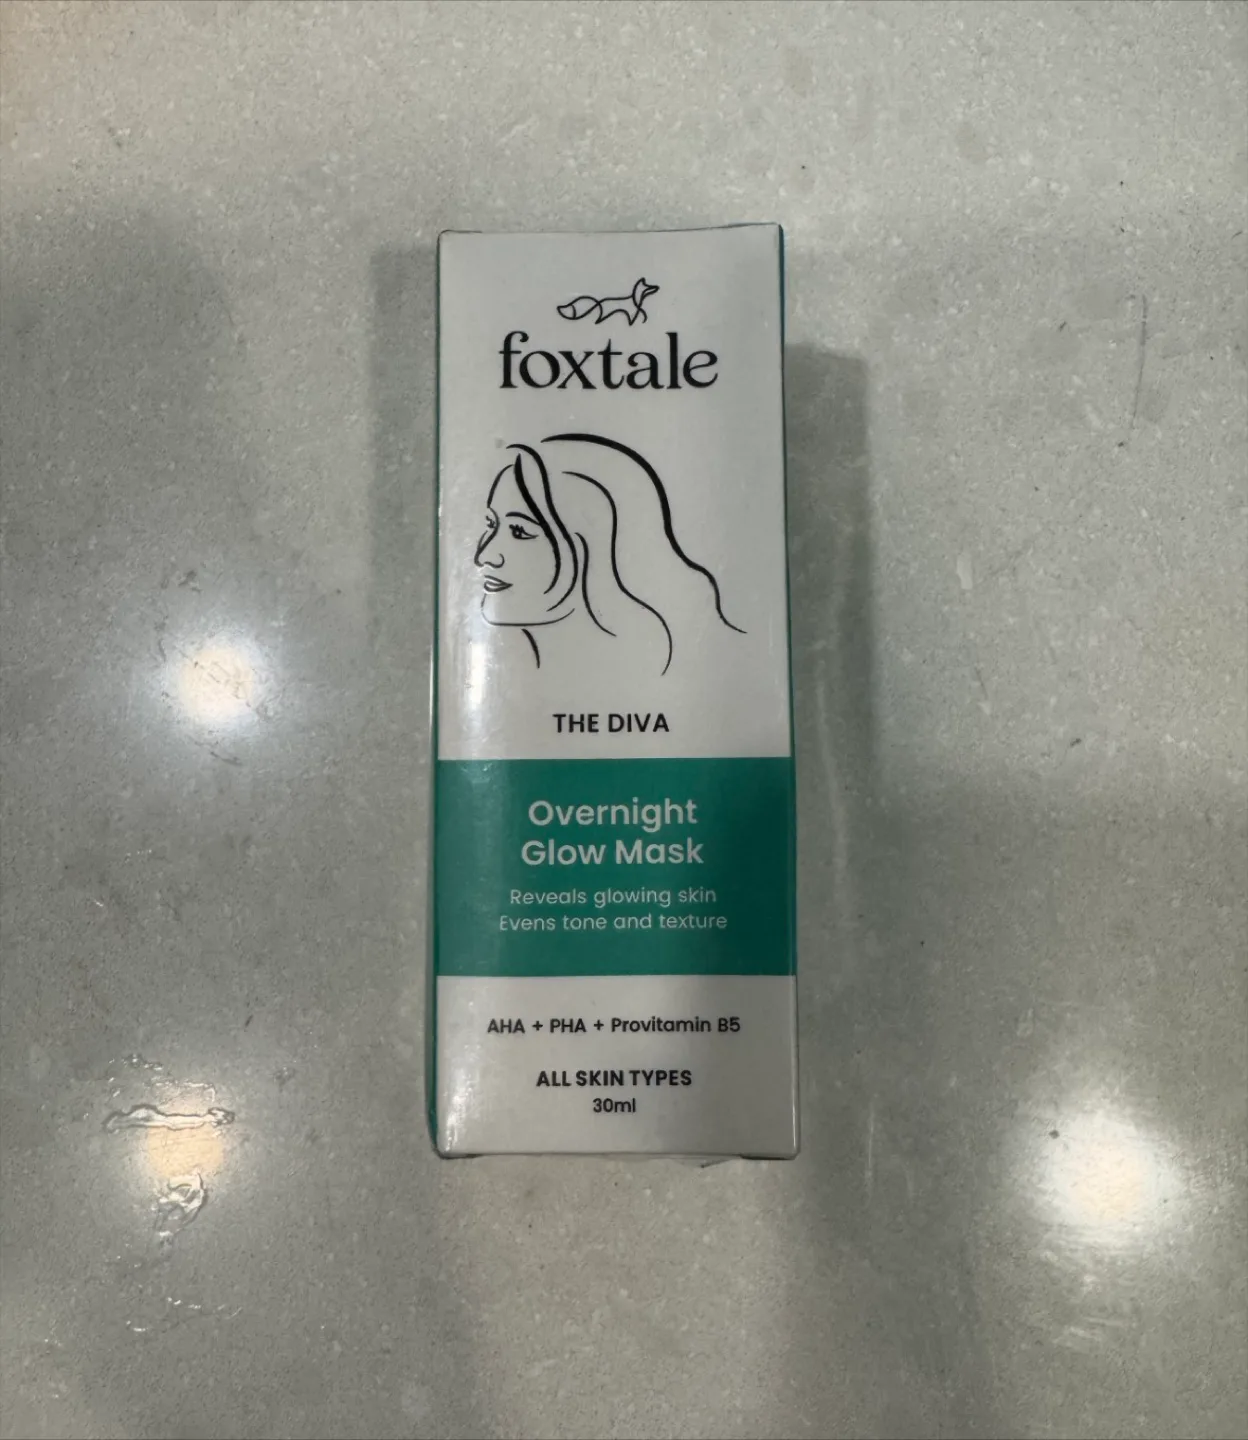 foxtale
THE DIVA
Overnight
Glow Mask
Reveals glowing skin
Evens tone and texture
AHA + PHA + Provitamin B5
ALL SKIN TYPES
30ml